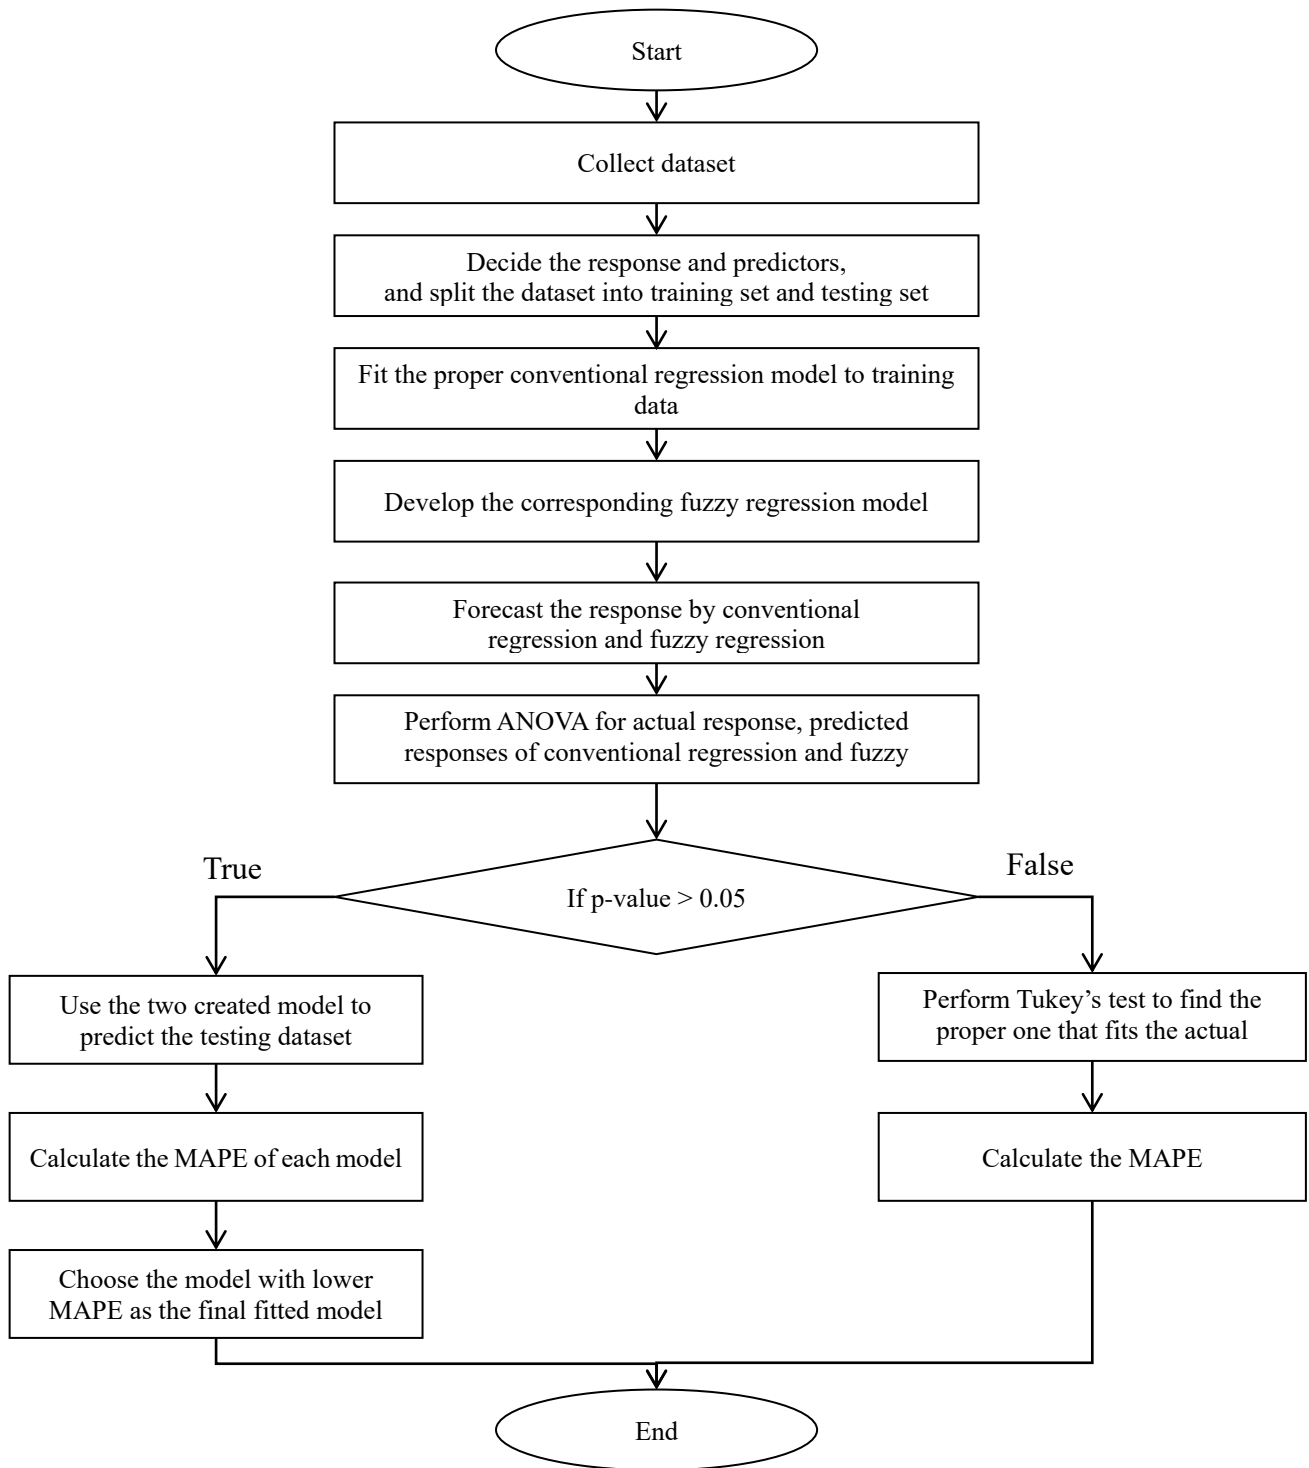 Start
Collect dataset
Decide the response and predictors,
and split the dataset into training set and testing set
Fit the proper conventional regression model to training
data
Develop the corresponding fuzzy regression model
Forecast the response by conventional
regression and fuzzy regression
Perform ANOVA for actual response, predicted
responses of conventional regression and fuzzy
If p-value > 0.05
True
False
Use the two created model to
predict the testing dataset
Calculate the MAPE of each model
Choose the model with lower
MAPE as the final fitted model
Perform Tukey’s test to find the
proper one that fits the actual
Calculate the MAPE
End